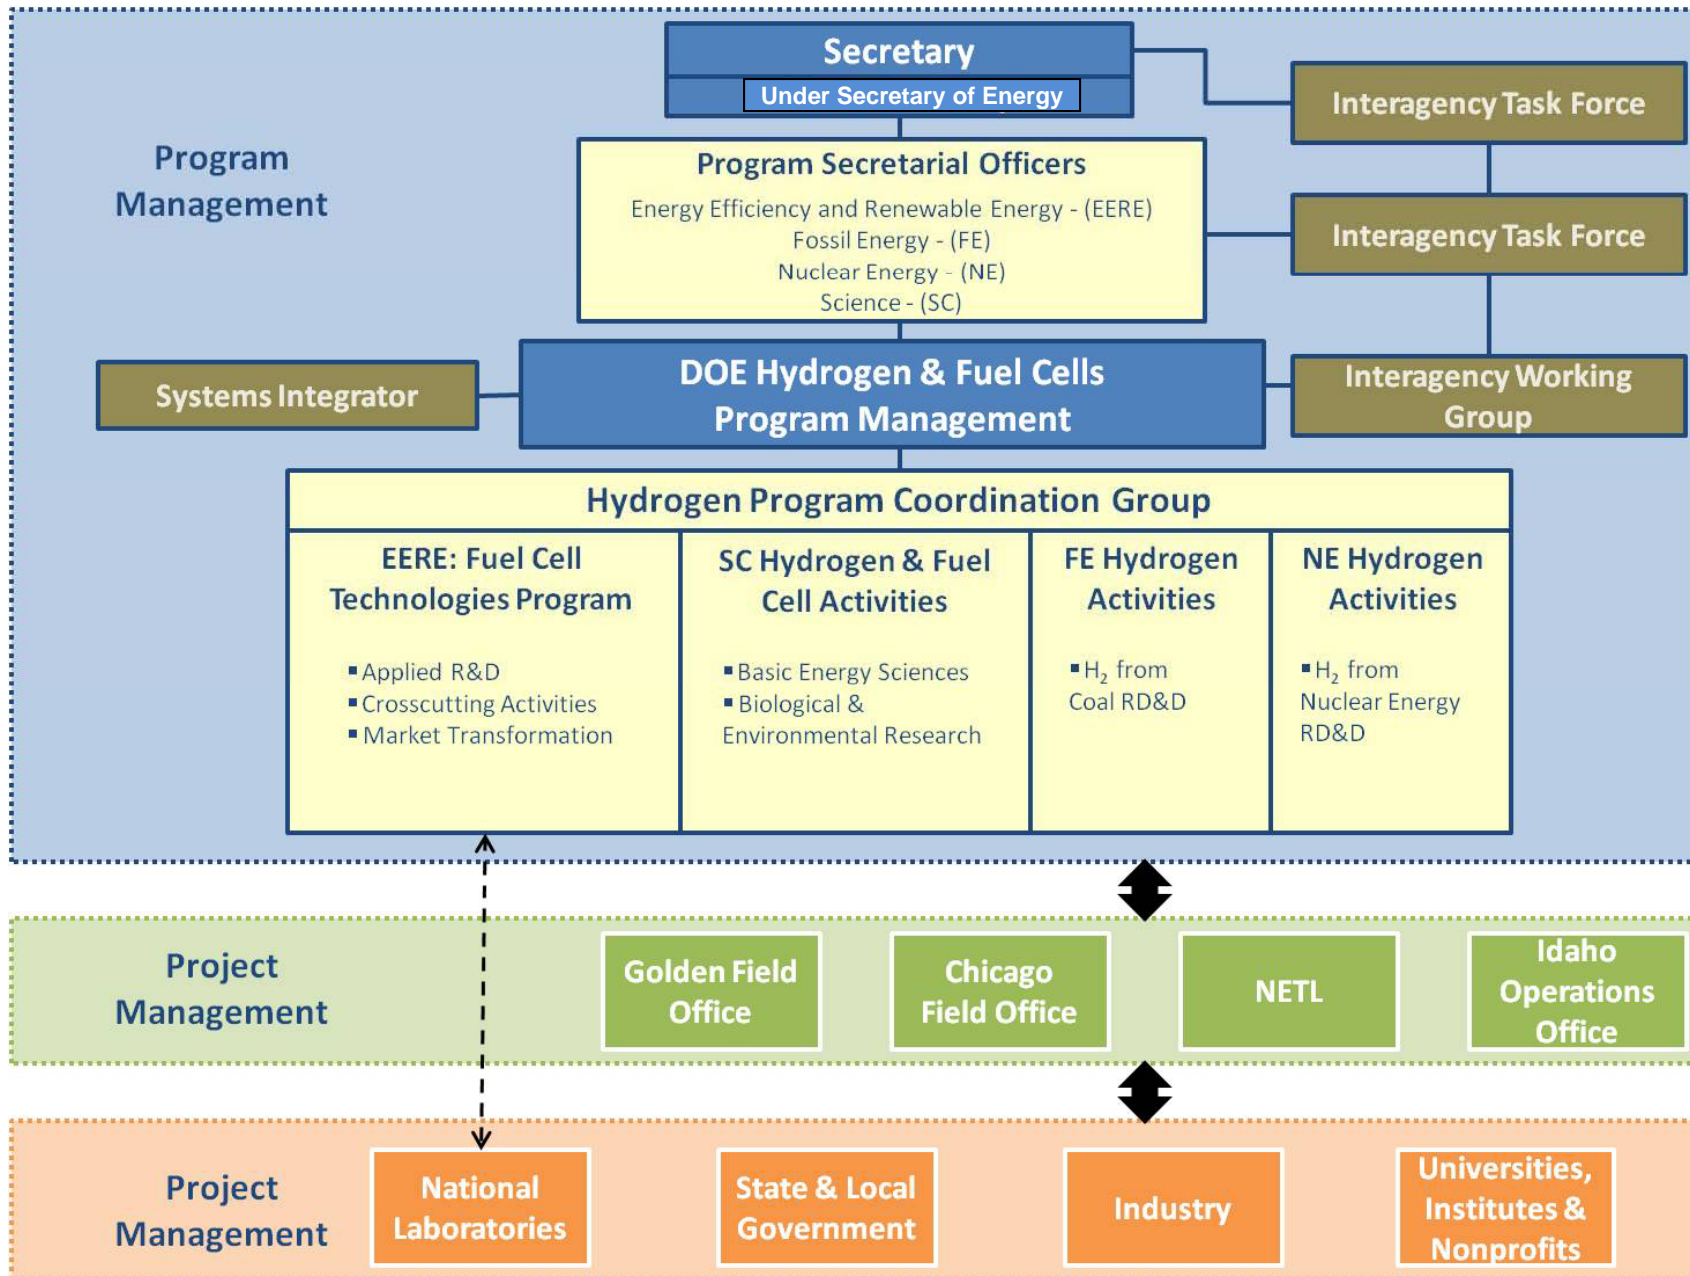 Secretary
Under Secretary of Energy
Interagency Task Force
Program
Management
Program Secretarial Officers
Energy Efficiency and Renewable Energy - (EERE)
Fossil Energy - (FE)
Nuclear Energy - (NE)
Science - (SC)
Interagency Task Force
Systems Integrator
DOE Hydrogen & Fuel Cells
Program Management
Interagency Working
Group
Hydrogen Program Coordination Group
EERE: Fuel Cell
Technologies Program
▪ Applied R&D
▪ Crosscutting Activities
▪ Market Transformation
SC Hydrogen & Fuel
Cell Activities
▪ Basic Energy Sciences
▪ Biological &
Environmental Research
FE Hydrogen
Activities
▪ H₂ from
Coal RD&D
NE Hydrogen
Activities
▪ H₂ from
Nuclear Energy
RD&D
Project
Management
Golden Field
Office
Chicago
Field Office
NETL
Idaho
Operations
Office
Project
Management
National
Laboratories
State & Local
Government
Industry
Universities,
Institutes &
Nonprofits